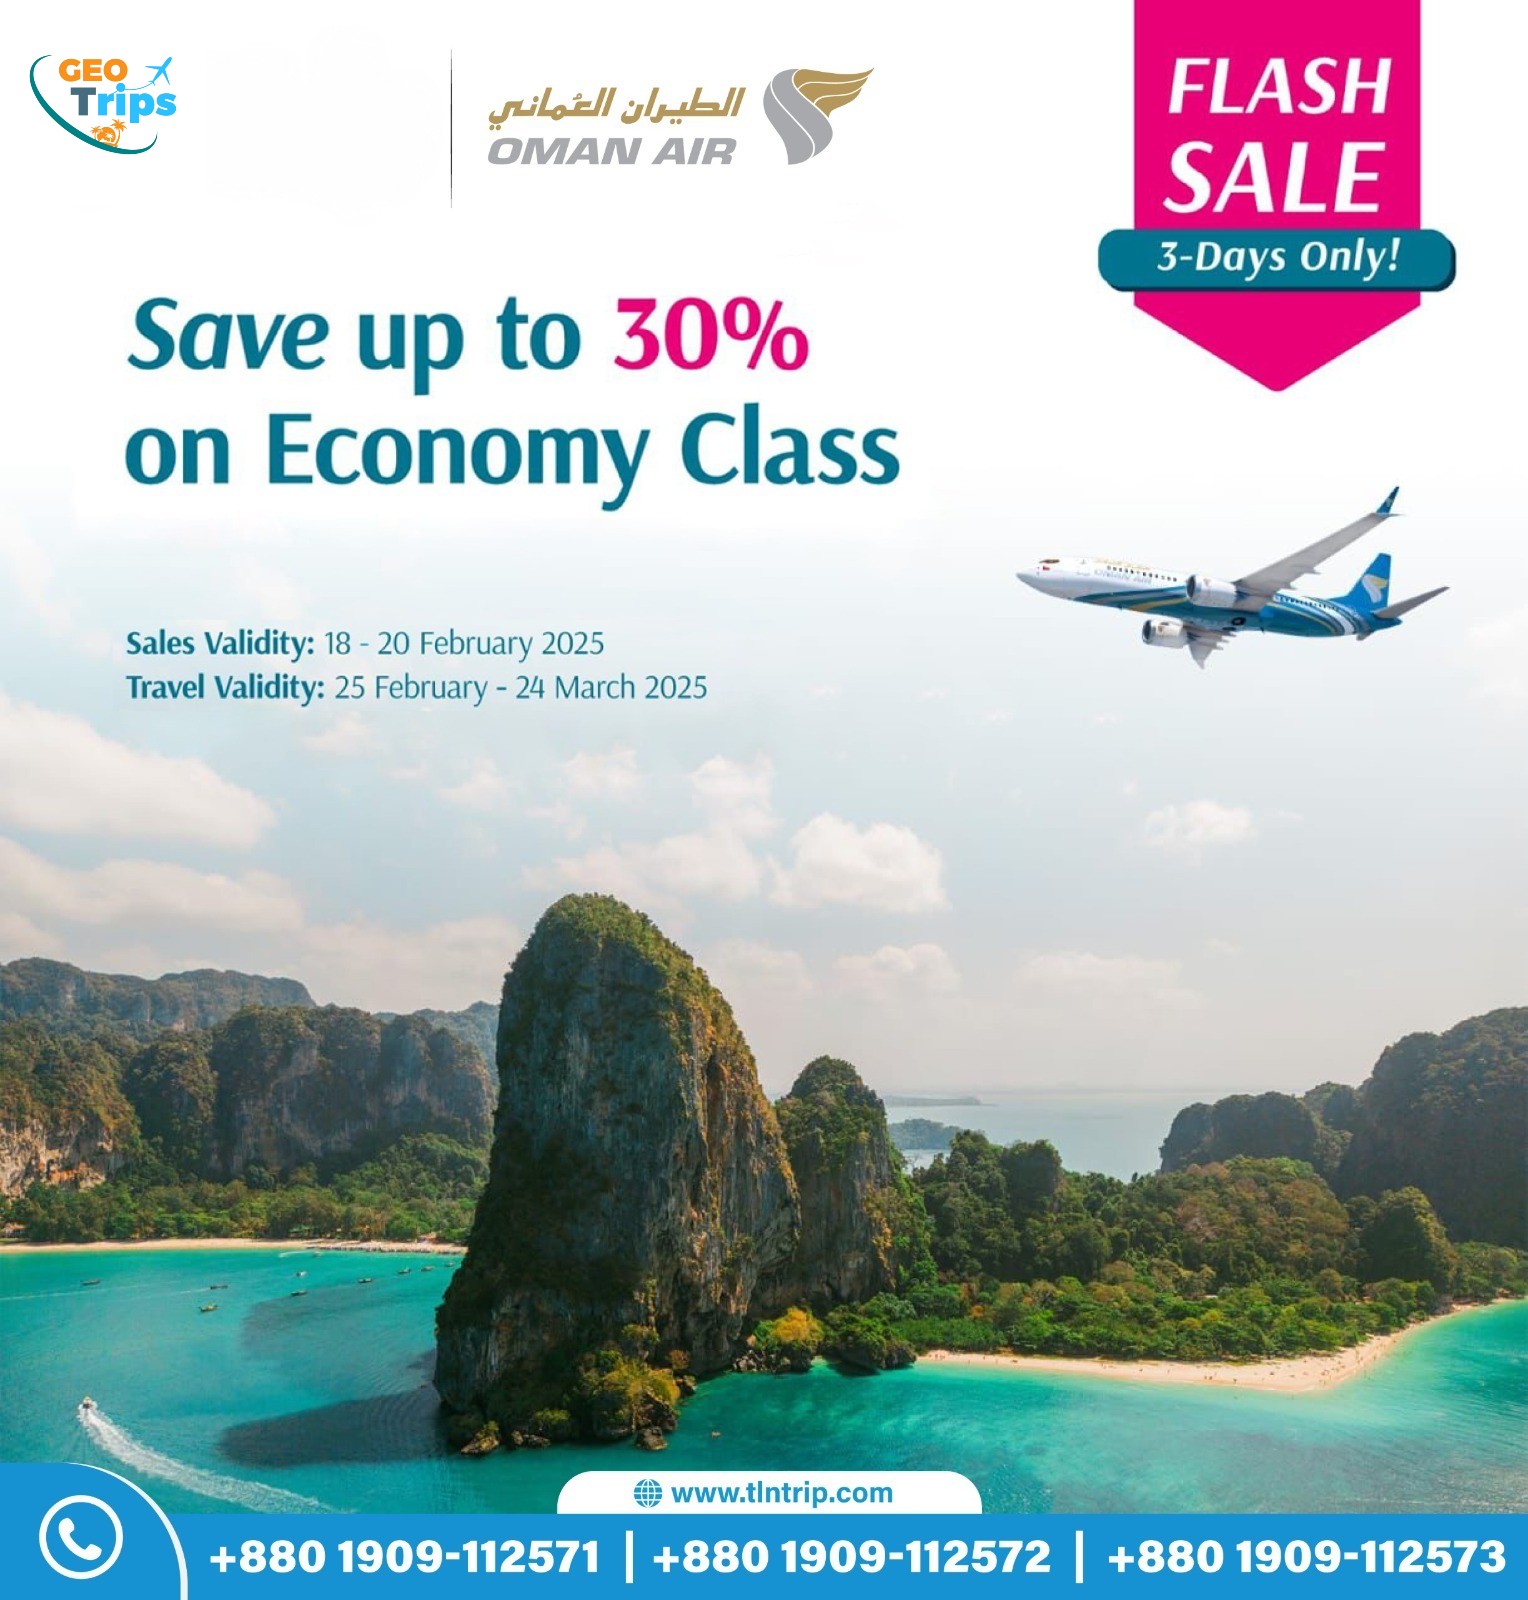 GEO
Trips
الطيران العُماني
OMAN AIR
FLASH
SALE
3-Days Only!
Save up to 30%
on Economy Class
OMAN AIR
Sales Validity: 18 - 20 February 2025
Travel Validity: 25 February - 24 March 2025
www.tlntrip.com
+880 1909-112571 | +880 1909-112572 | +880 1909-112573